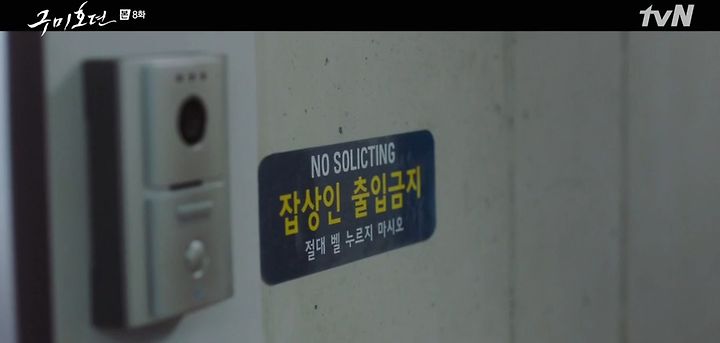 구미호뎐 본 8화
tvN
NO SOLICTING
잡상인 출입금지
절대 벨 누르지 마시오